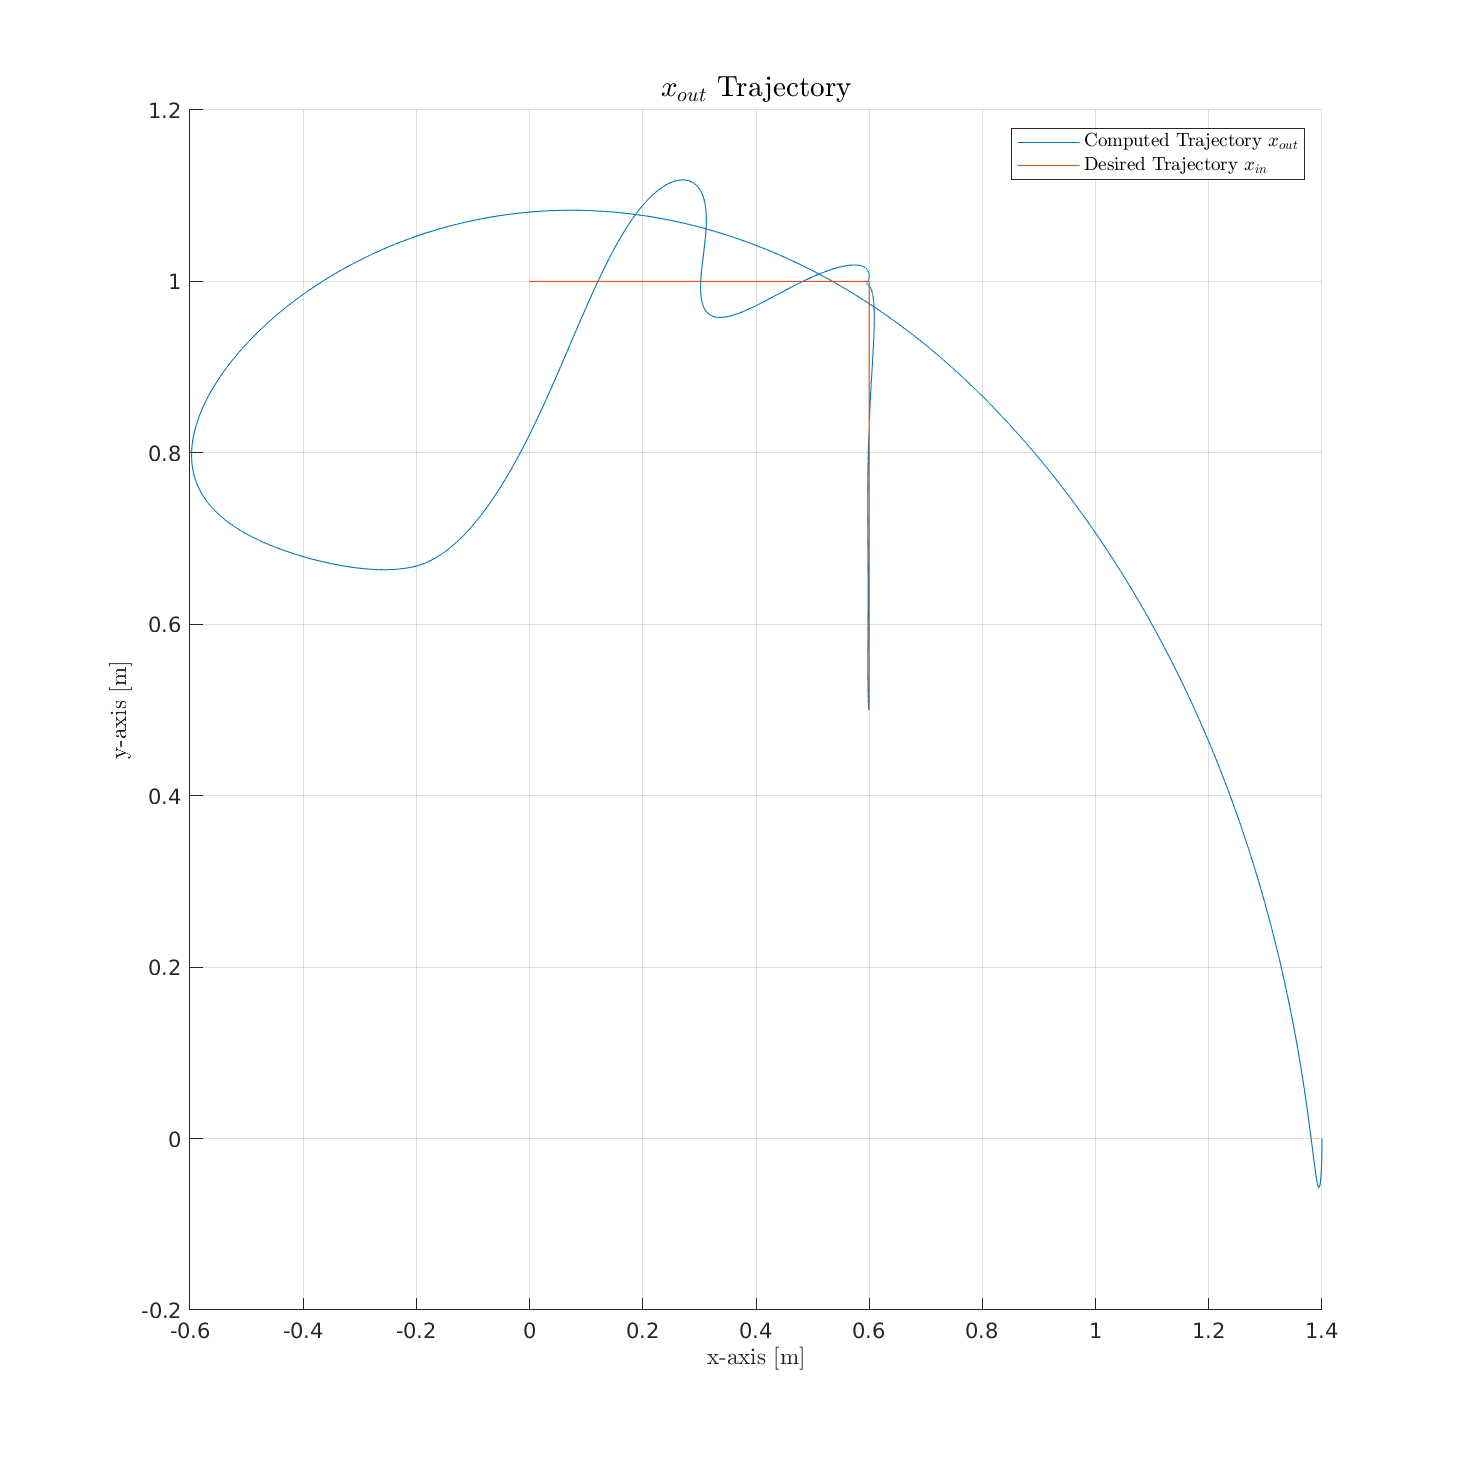 x_out Trajectory
Computed Trajectory x_out
Desired Trajectory x_in
1.2
1
0.8
0.6
0.4
0.2
0
-0.2
y-axis [m]
-0.6 -0.4 -0.2 0 0.2 0.4 0.6 0.8 1 1.2 1.4
x-axis [m]